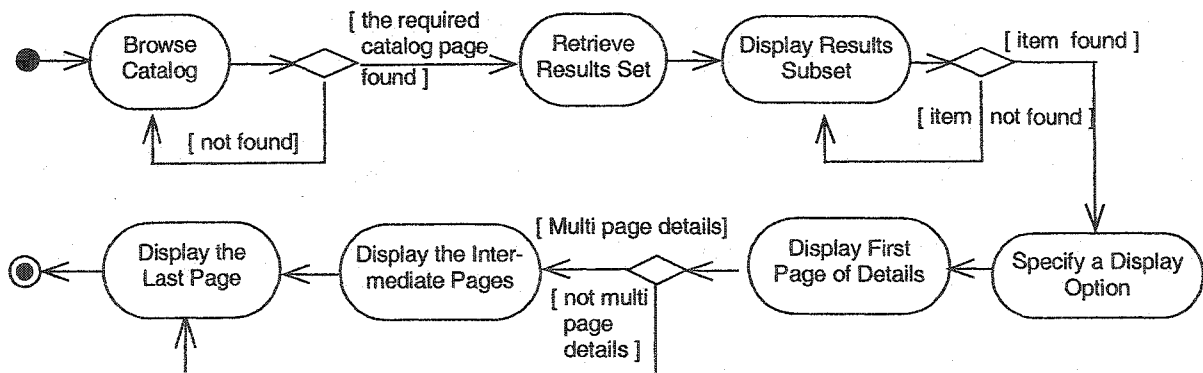 Browse
Catalog
[ the required
catalog page
found ]
[ not found]
Retrieve
Results Set
Display Results
Subset
[ item found ]
[ item not found ]
Display the
Last Page
Display the Inter-
mediate Pages
[ Multi page details]
[ not multi
page
details ]
Display First
Page of Details
Specify a Display
Option